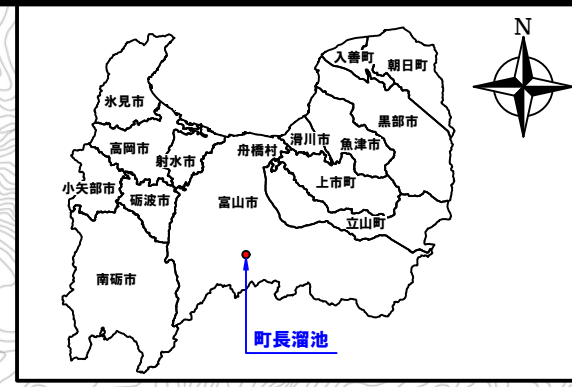 N
入善町
朝日町
氷見市
黒部市
滑川市
魚津市
高岡市
射水市
舟橋村
上市町
小矢部市
砺波市
富山市
立山町
南砺市
町長溜池